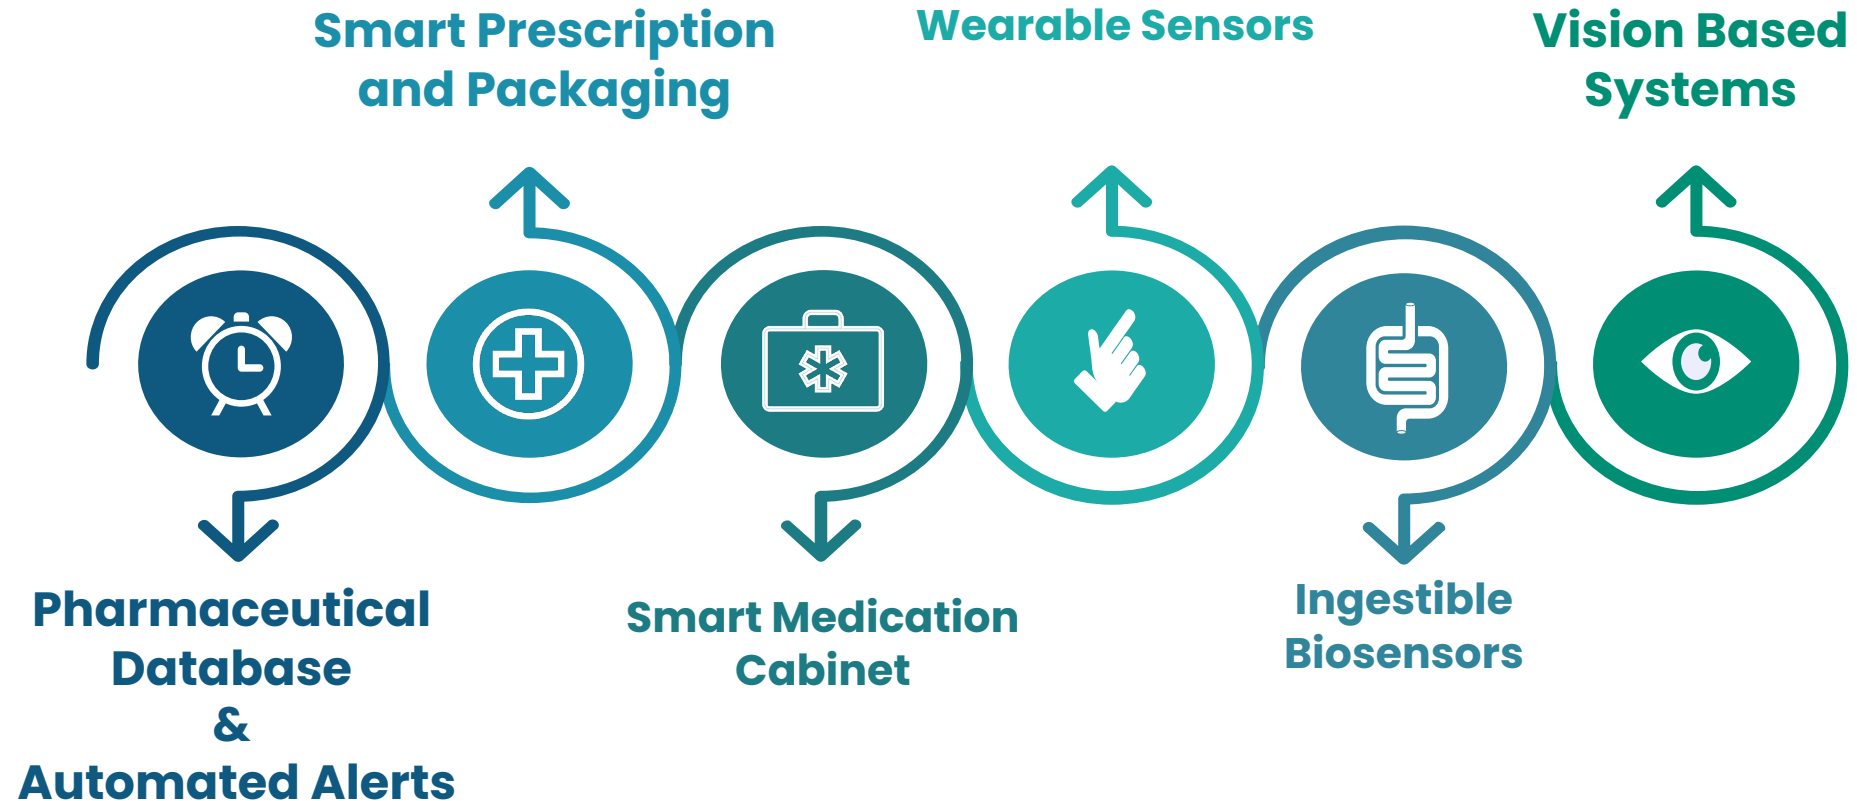 Smart Prescription
and Packaging
Wearable Sensors
Vision Based
Systems
Pharmaceutical
Database
&
Automated Alerts
Smart Medication
Cabinet
Ingestible
Biosensors